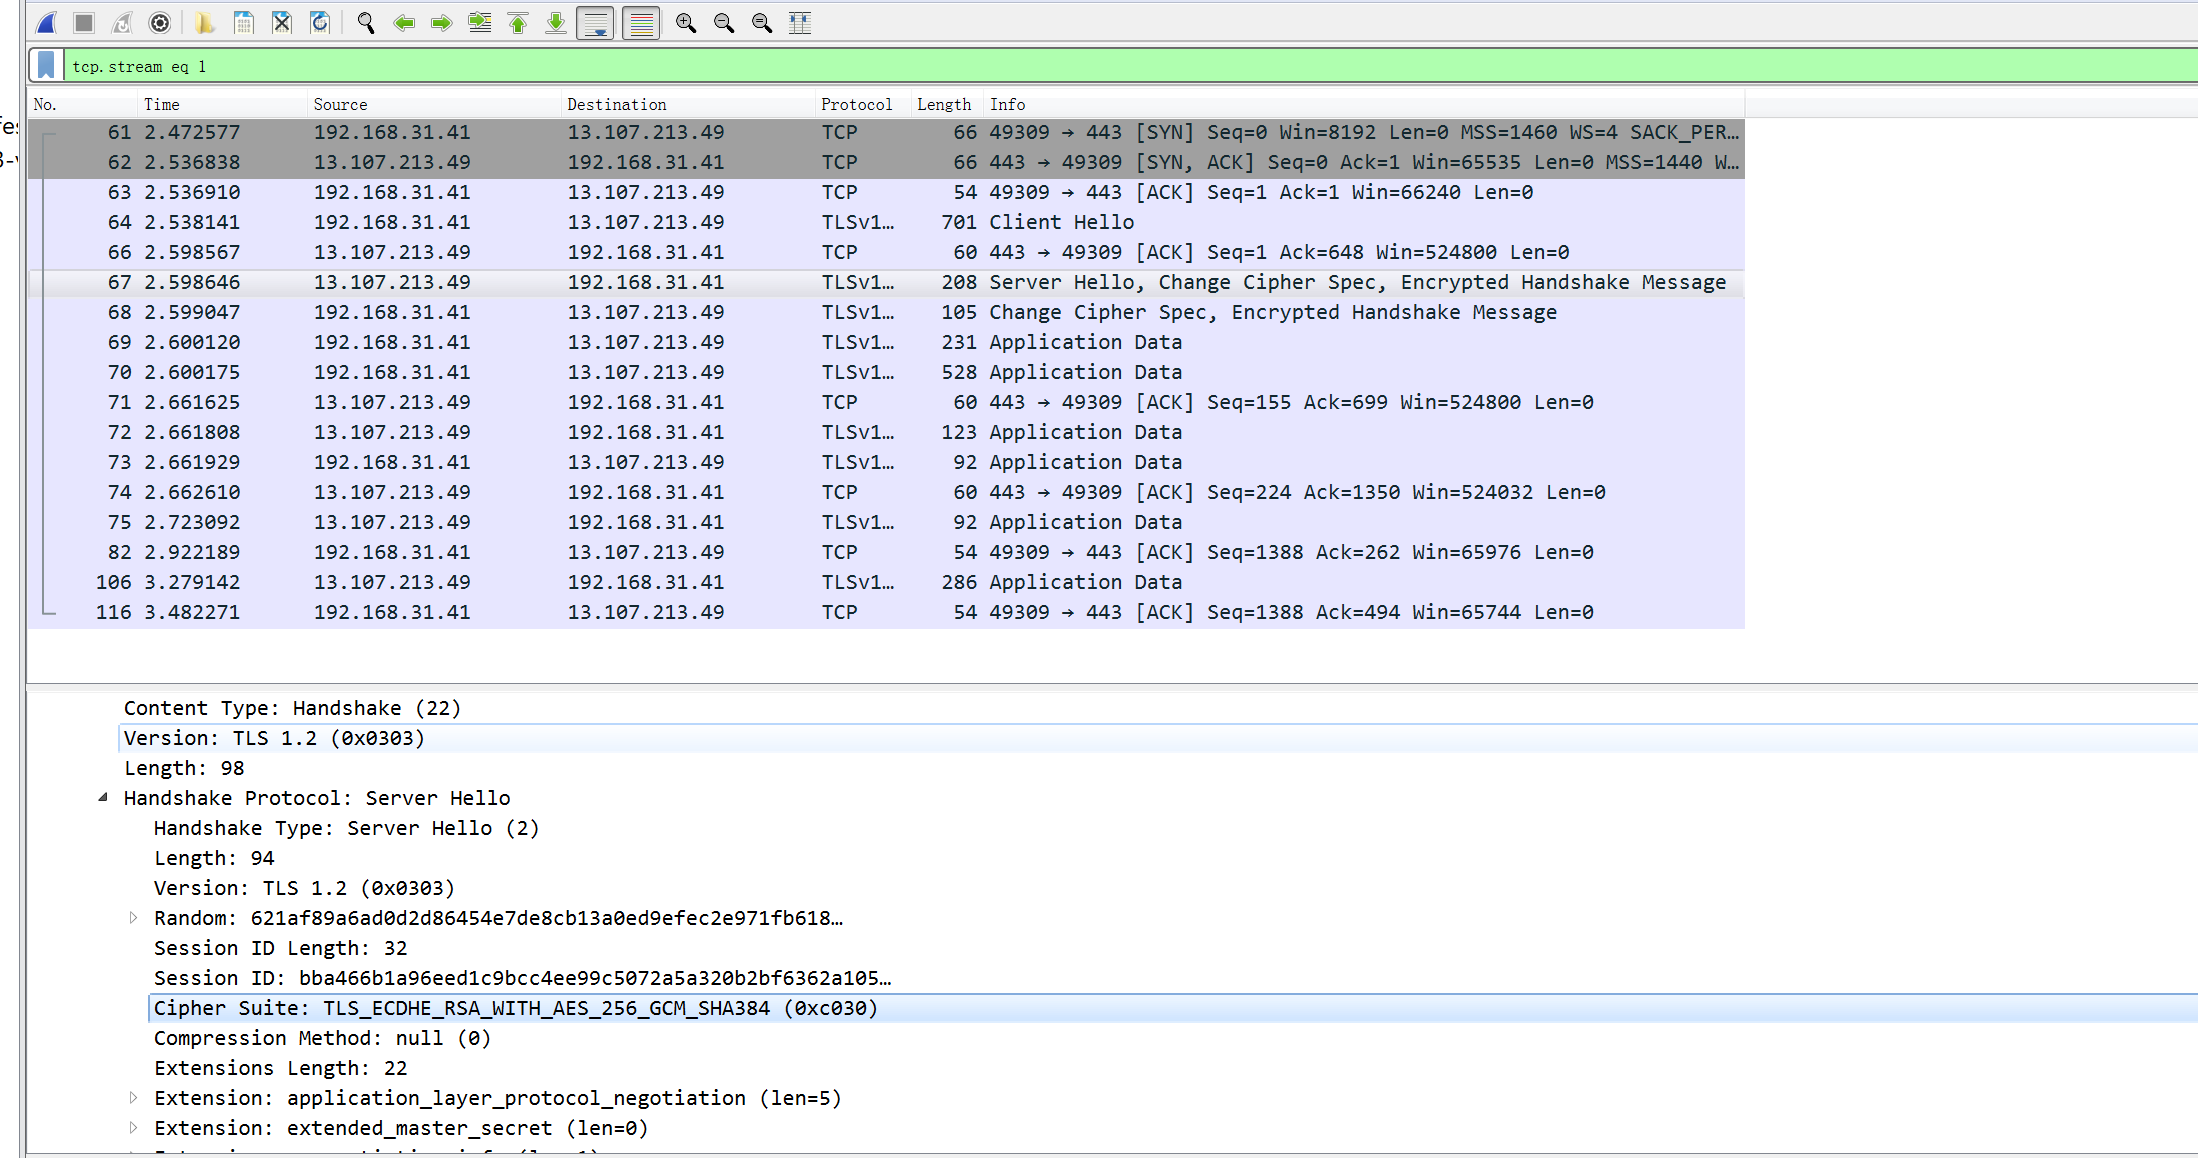 tcp.stream eq 1
No. Time Source Destination Protocol Length Info
61 2.472577 192.168.31.41 13.107.213.49 TCP 66 49309 → 443 [SYN] Seq=0 Win=8192 Len=0 MSS=1460 WS=4 SACK_PER…
62 2.536838 13.107.213.49 192.168.31.41 TCP 66 443 → 49309 [SYN, ACK] Seq=0 Ack=1 Win=65535 Len=0 MSS=1440 W…
63 2.536910 192.168.31.41 13.107.213.49 TCP 54 49309 → 443 [ACK] Seq=1 Ack=1 Win=66240 Len=0
64 2.538141 192.168.31.41 13.107.213.49 TLSv1… 701 Client Hello
66 2.598567 13.107.213.49 192.168.31.41 TCP 60 443 → 49309 [ACK] Seq=1 Ack=648 Win=524800 Len=0
67 2.598646 13.107.213.49 192.168.31.41 TLSv1… 208 Server Hello, Change Cipher Spec, Encrypted Handshake Message
68 2.599047 192.168.31.41 13.107.213.49 TLSv1… 105 Change Cipher Spec, Encrypted Handshake Message
69 2.600120 192.168.31.41 13.107.213.49 TLSv1… 231 Application Data
70 2.600175 192.168.31.41 13.107.213.49 TLSv1… 528 Application Data
71 2.661625 13.107.213.49 192.168.31.41 TCP 60 443 → 49309 [ACK] Seq=155 Ack=699 Win=524800 Len=0
72 2.661808 13.107.213.49 192.168.31.41 TLSv1… 123 Application Data
73 2.661929 192.168.31.41 13.107.213.49 TLSv1… 92 Application Data
74 2.662610 13.107.213.49 192.168.31.41 TCP 60 443 → 49309 [ACK] Seq=224 Ack=1350 Win=524032 Len=0
75 2.723092 13.107.213.49 192.168.31.41 TLSv1… 92 Application Data
82 2.922189 192.168.31.41 13.107.213.49 TCP 54 49309 → 443 [ACK] Seq=1388 Ack=262 Win=65976 Len=0
106 3.279142 13.107.213.49 192.168.31.41 TLSv1… 286 Application Data
116 3.482271 192.168.31.41 13.107.213.49 TCP 54 49309 → 443 [ACK] Seq=1388 Ack=494 Win=65744 Len=0
Content Type: Handshake (22)
Version: TLS 1.2 (0x0303)
Length: 98
Handshake Protocol: Server Hello
Handshake Type: Server Hello (2)
Length: 94
Version: TLS 1.2 (0x0303)
Random: 621af89a6ad0d2d86454e7de8cb13a0ed9efec2e971fb618…
Session ID Length: 32
Session ID: bba466b1a96eed1c9bcc4ee99c5072a5a320b2bf6362a105…
Cipher Suite: TLS_ECDHE_RSA_WITH_AES_256_GCM_SHA384 (0xc030)
Compression Method: null (0)
Extensions Length: 22
Extension: application_layer_protocol_negotiation (len=5)
Extension: extended_master_secret (len=0)